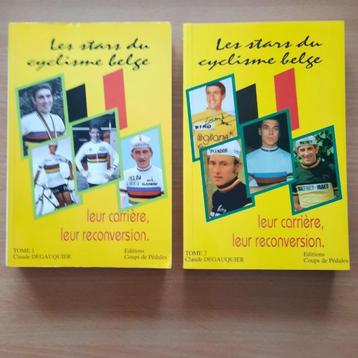 Les stars du
cyclisme belge
leur carrière,
leur reconversion.
TOME 1
Claude DEGAUQUIER
Editions
Coups de Pédales
Les stars du
cyclisme belge
leur carrière,
leur reconversion.
TOME 2
Claude DEGAUQUIER
Editions
Coups de Pédales